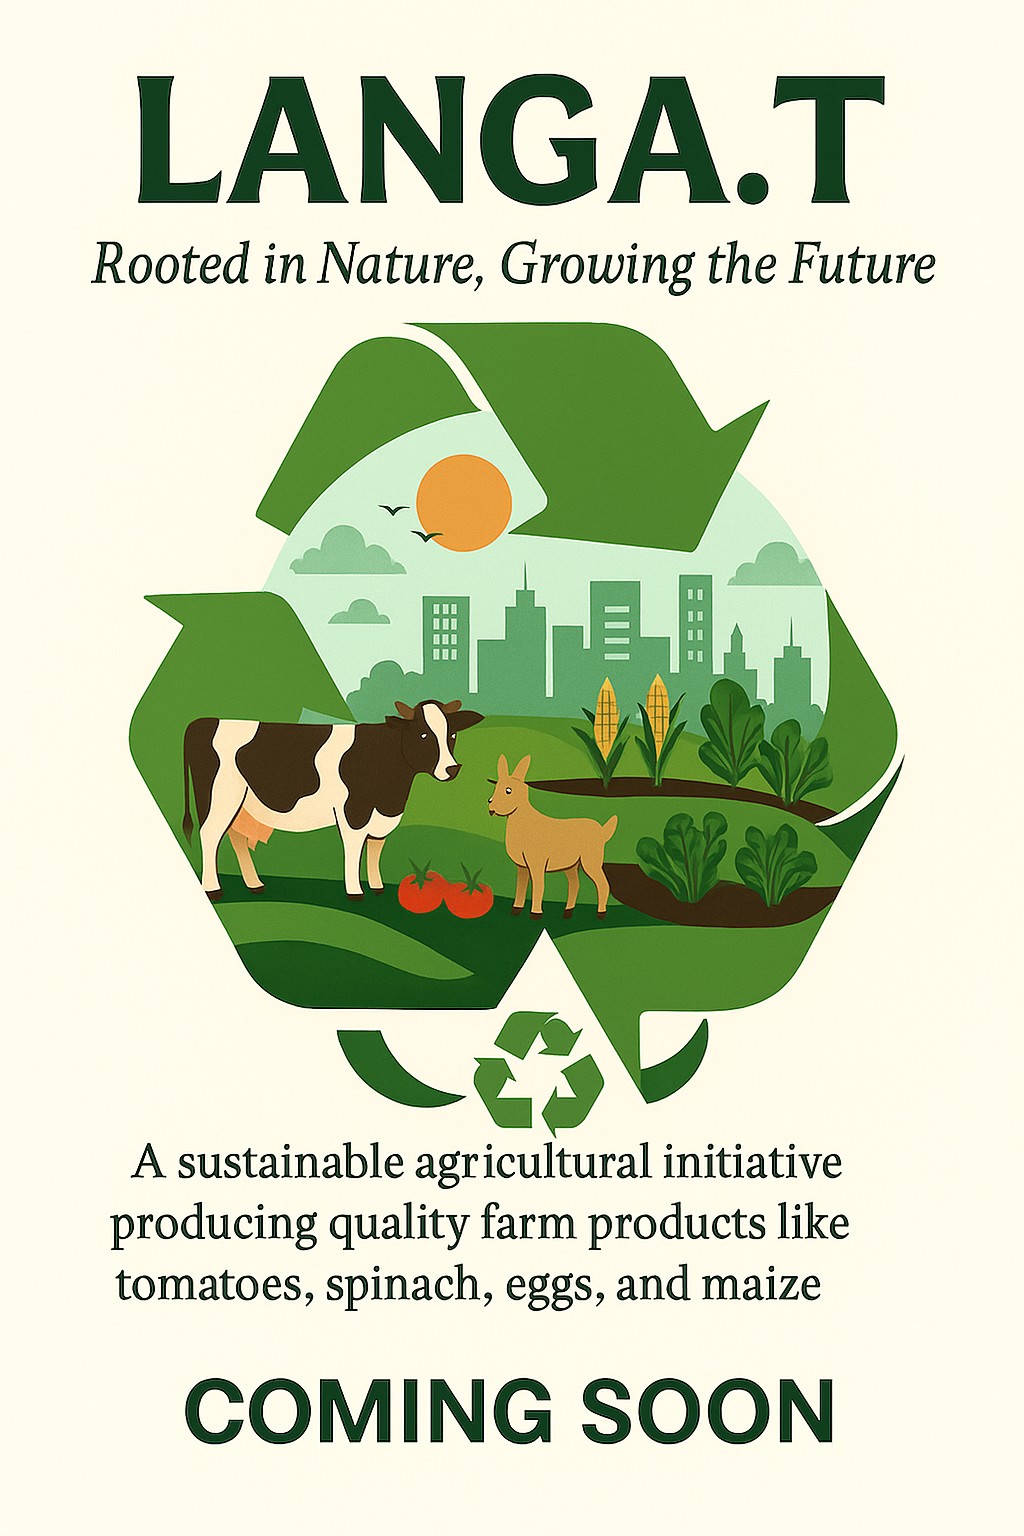 LANGA.T
Rooted in Nature, Growing the Future
A sustainable agricultural initiative
producing quality farm products like
tomatoes, spinach, eggs, and maize
COMING SOON